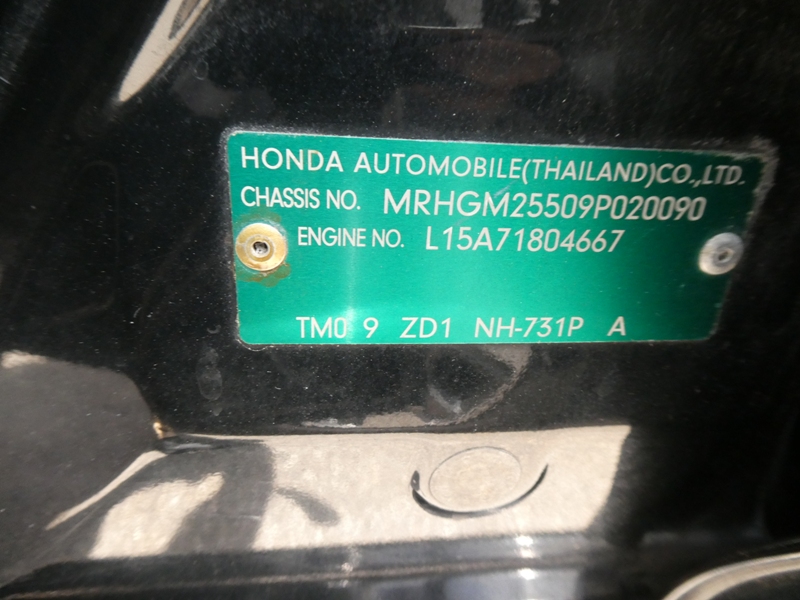 HONDA AUTOMOBILE(THAILAND)CO.,LTD.
CHASSIS NO. MRHGM25509P020090
ENGINE NO. L15A71804667
TM0 9 ZD1 NH-731P A